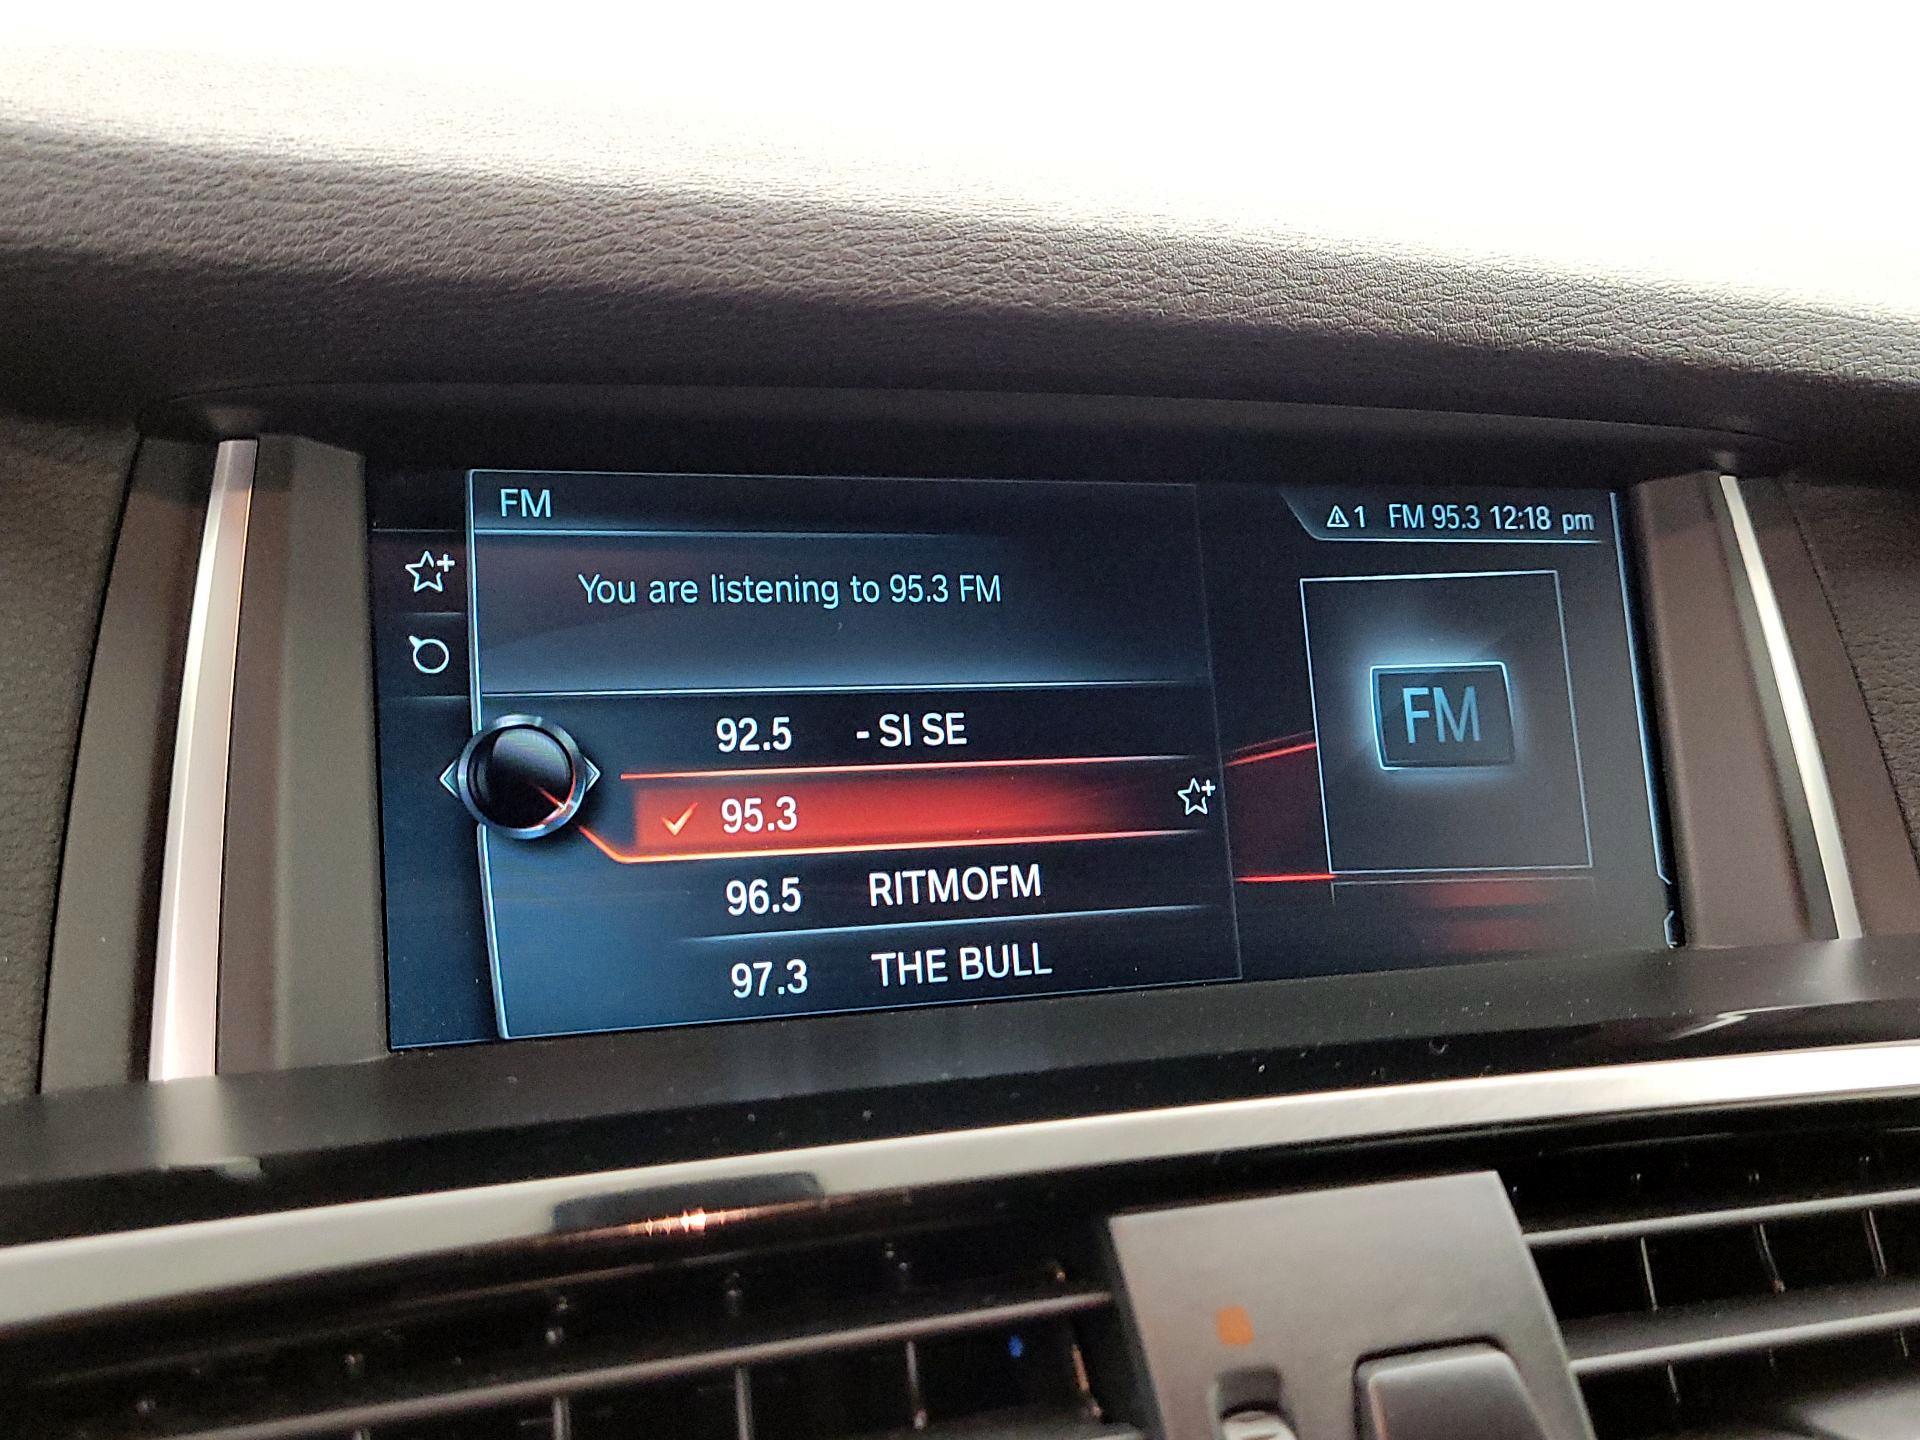 FM
⚠1 FM 95.3 12:18 pm
You are listening to 95.3 FM
FM
92.5 - SI SE
95.3
96.5 RITMOFM
97.3 THE BULL